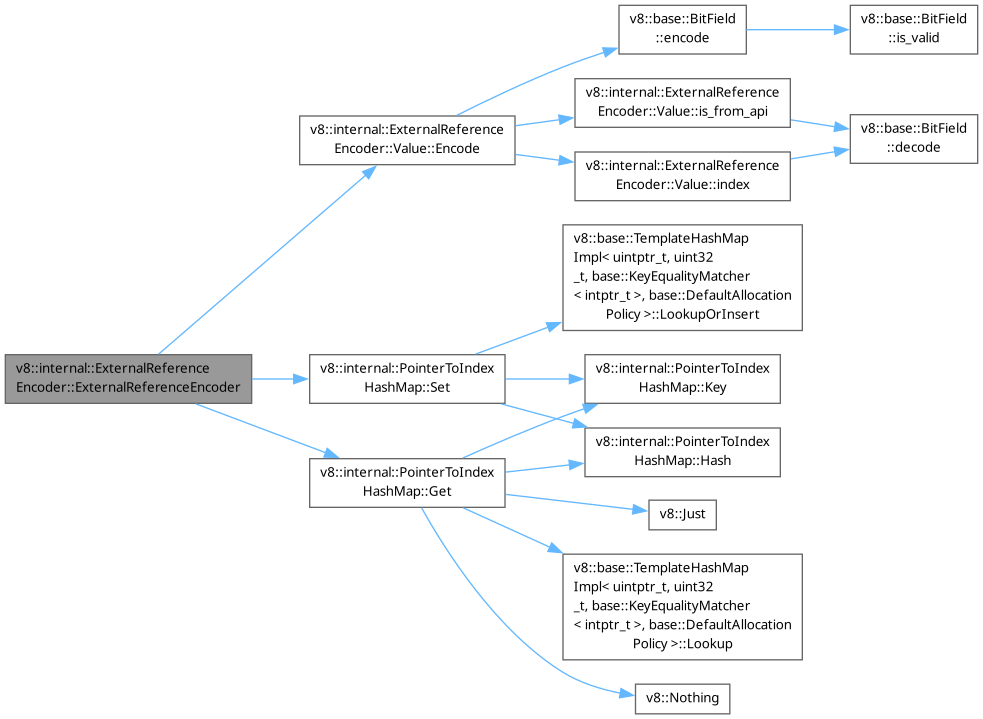 v8::internal::ExternalReference
Encoder::ExternalReferenceEncoder
v8::internal::ExternalReference
Encoder::Value::Encode
v8::base::BitField
::encode
v8::base::BitField
::is_valid
v8::internal::ExternalReference
Encoder::Value::is_from_api
v8::base::BitField
::decode
v8::internal::ExternalReference
Encoder::Value::index
v8::internal::PointerToIndex
HashMap::Set
v8::base::TemplateHashMap
Impl< uintptr_t, uint32
_t, base::KeyEqualityMatcher
< intptr_t >, base::DefaultAllocation
Policy >::LookupOrInsert
v8::internal::PointerToIndex
HashMap::Key
v8::internal::PointerToIndex
HashMap::Hash
v8::internal::PointerToIndex
HashMap::Get
v8::Just
v8::base::TemplateHashMap
Impl< uintptr_t, uint32
_t, base::KeyEqualityMatcher
< intptr_t >, base::DefaultAllocation
Policy >::Lookup
v8::Nothing